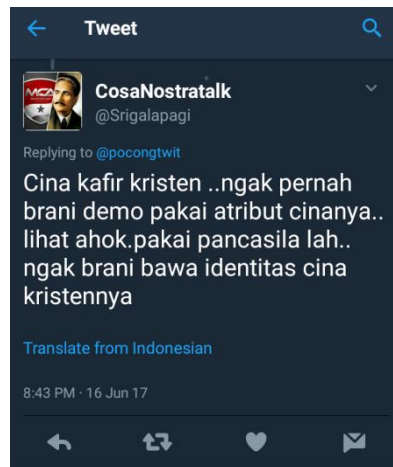 Tweet
MCA
CosaNostratalk
@Srigalapagi
Replying to @pocongtwit
Cina kafir kristen ..ngak pernah
brani demo pakai atribut cinanya..
lihat ahok.pakai pancasila lah..
ngak brani bawa identitas cina
kristennya
Translate from Indonesian
8:43 PM · 16 Jun 17